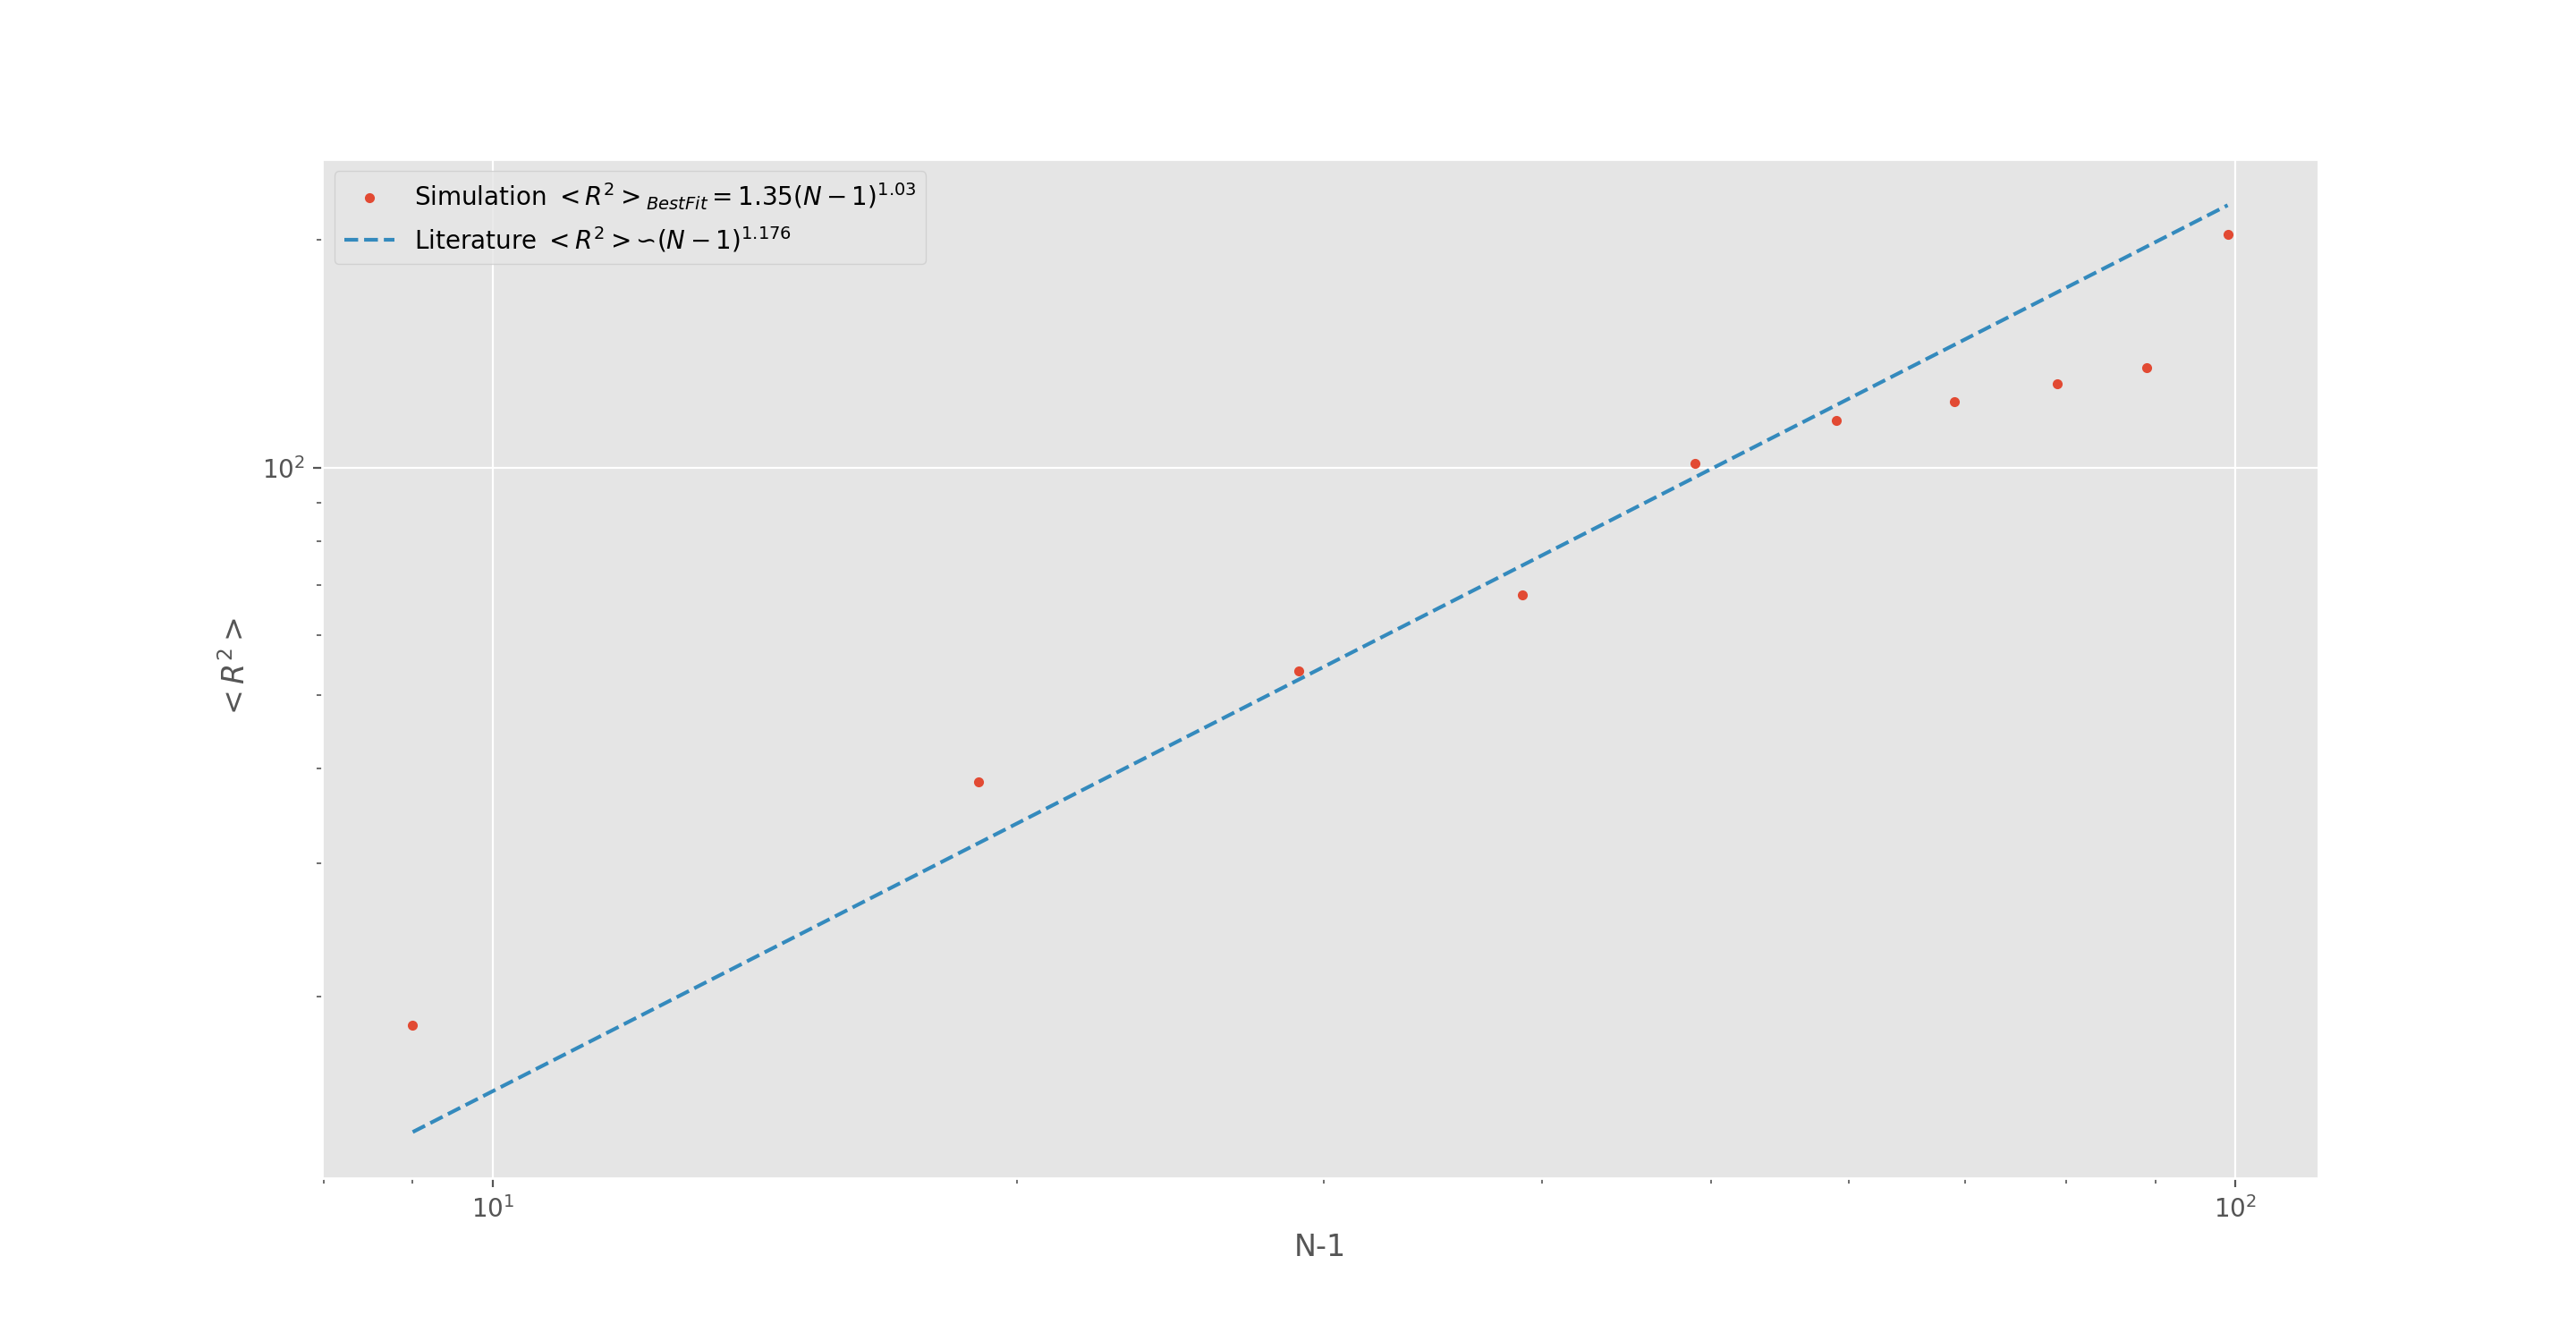 Simulation <R²>_BestFit = 1.35(N − 1)^1.03
Literature <R²> ∽(N − 1)^1.176
10²
<R²>
10¹
10²
N-1